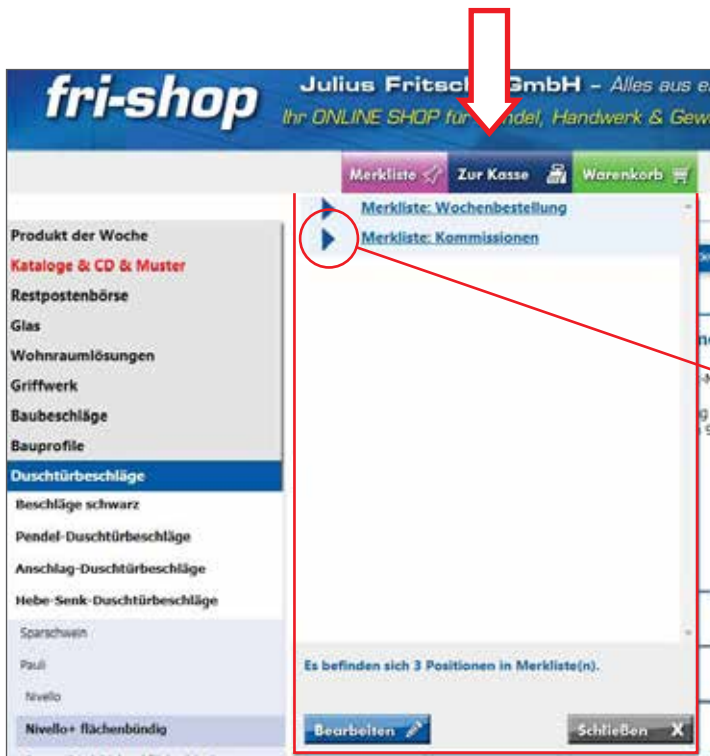 fri-shop
Julius Fritsc GmbH – Alles aus e
Ihr ONLINE SHOP für ndel, Handwerk & Gew
Merkliste Zur Kasse Warenkorb
Merkliste: Wochenbestellung
Merkliste: Kommissionen
Produkt der Woche
Kataloge & CD & Muster
Restpostenbörse
Glas
Wohnraumlösungen
Griffwerk
Baubeschläge
Bauprofile
Duschtürbeschläge
Beschläge schwarz
Pendel-Duschtürbeschläge
Anschlag-Duschtürbeschläge
Hebe-Senk-Duschtürbeschläge
Sparschwein
Pauli
Nivello
Nivello+ flächenbündig
Es befinden sich 3 Positionen in Merkliste(n).
Bearbeiten
Schließen X